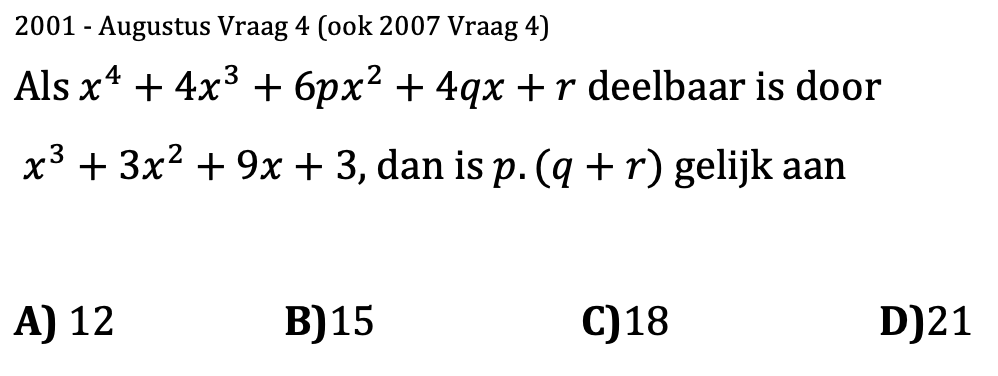 2001 - Augustus Vraag 4 (ook 2007 Vraag 4)
Als x⁴ + 4x³ + 6px² + 4qx + r deelbaar is door
x³ + 3x² + 9x + 3, dan is p. (q + r) gelijk aan
A) 12 B)15 C)18 D)21